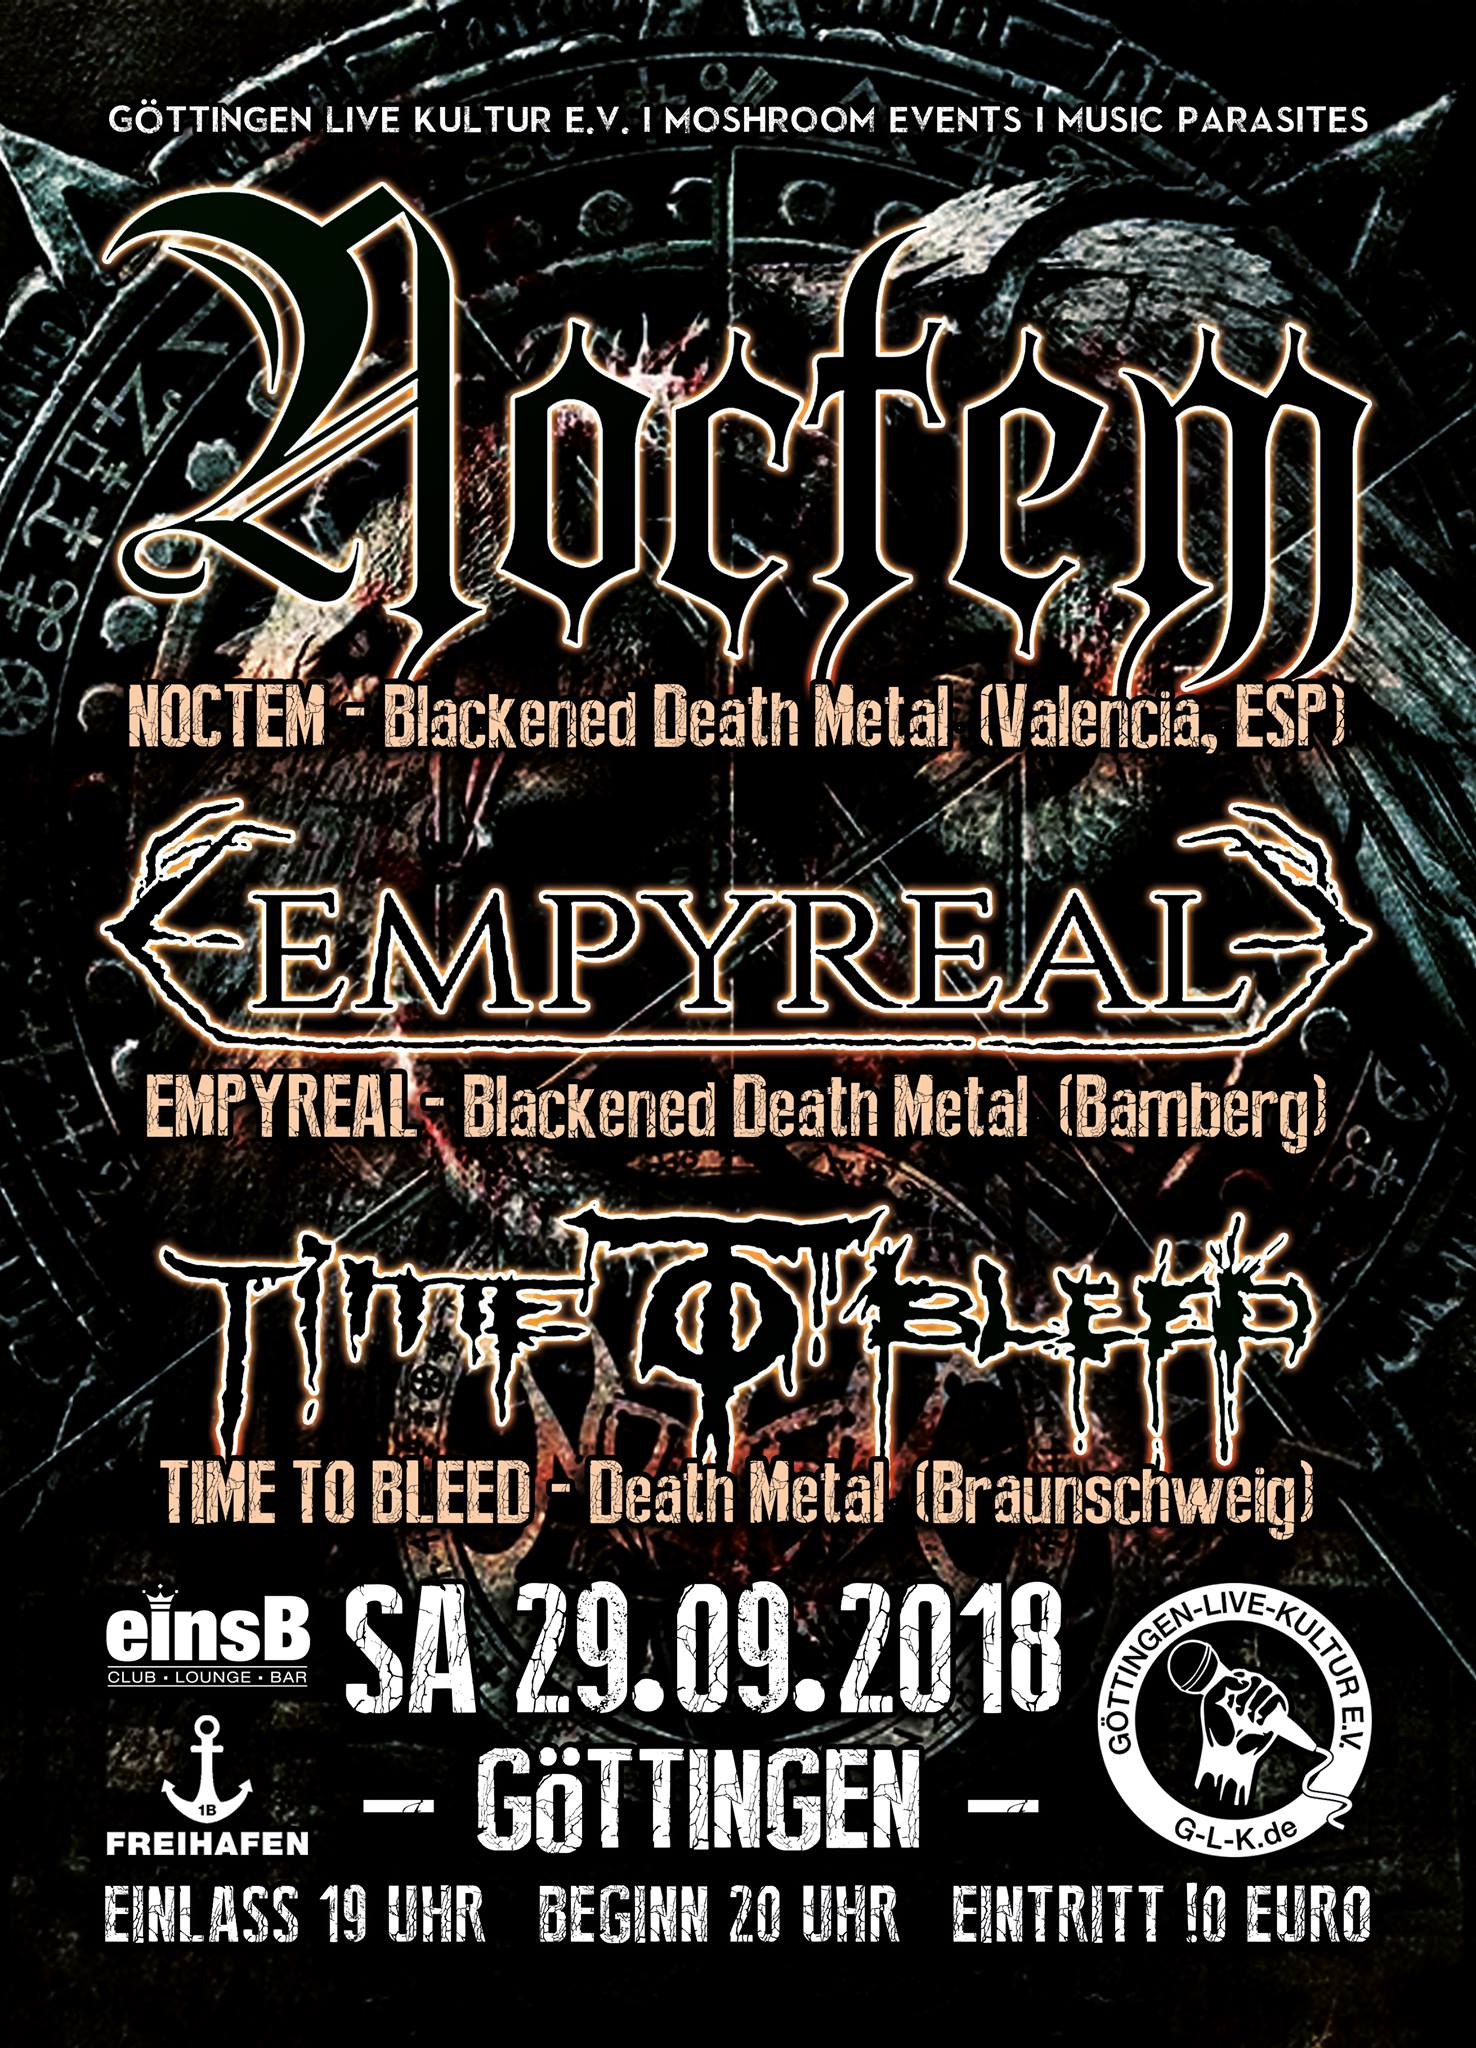 GÖTTINGEN LIVE KULTUR E.V. I MOSHROOM EVENTS I MUSIC PARASITES
Noctem
NOCTEM - Blackened Death Metal (Valencia, ESP)
EMPYREAL
EMPYREAL - Blackened Death Metal (Bamberg)
TIME TO BLEED
TIME TO BLEED - Death Metal (Braunschweig)
einsB
CLUB · LOUNGE · BAR
SA 29.09.2018
GÖTTINGEN-LIVE-KULTUR E.V.
G-L-K.de
1B
FREIHAFEN
– GöTTINGEN –
EINLASS 19 UHR BEGINN 20 UHR EINTRITT !0 EURO